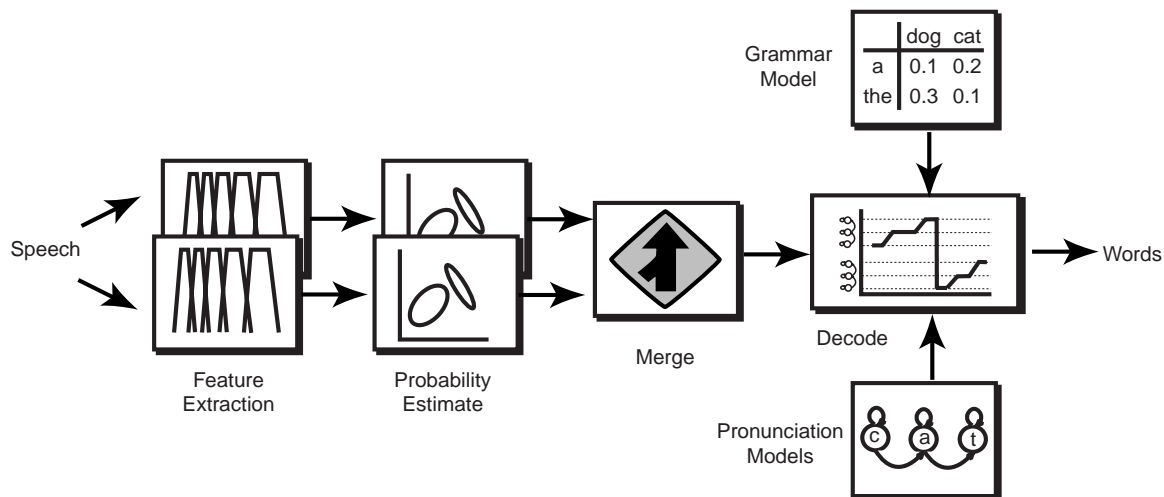 Grammar
Model
dog cat
a 0.1 0.2
the 0.3 0.1
Speech
Words
Feature
Extraction
Probability
Estimate
Merge
Decode
Pronunciation
Models
c a t